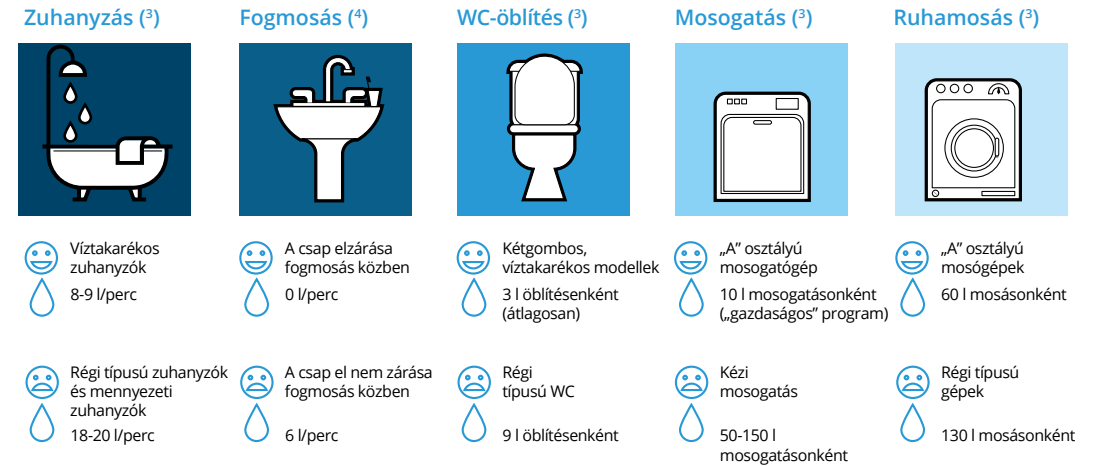 Zuhanyzás (³)
Víztakarékos
zuhanyzók
8-9 l/perc
Régi típusú zuhanyzók
és mennyezeti
zuhanyzók
18-20 l/perc
Fogmosás (⁴)
A csap elzárása
fogmosás közben
0 l/perc
A csap el nem zárása
fogmosás közben
6 l/perc
WC-öblítés (³)
Kétgombos,
víztakarékos modellek
3 l öblítésenként
(átlagosan)
Régi
típusú WC
9 l öblítésenként
Mosogatás (³)
„A” osztályú
mosogatógép
10 l mosogatásonként
(„gazdaságos” program)
Kézi
mosogatás
50-150 l
mosogatásonként
Ruhamosás (³)
„A” osztályú
mosógépek
60 l mosásonként
Régi típusú
gépek
130 l mosásonként